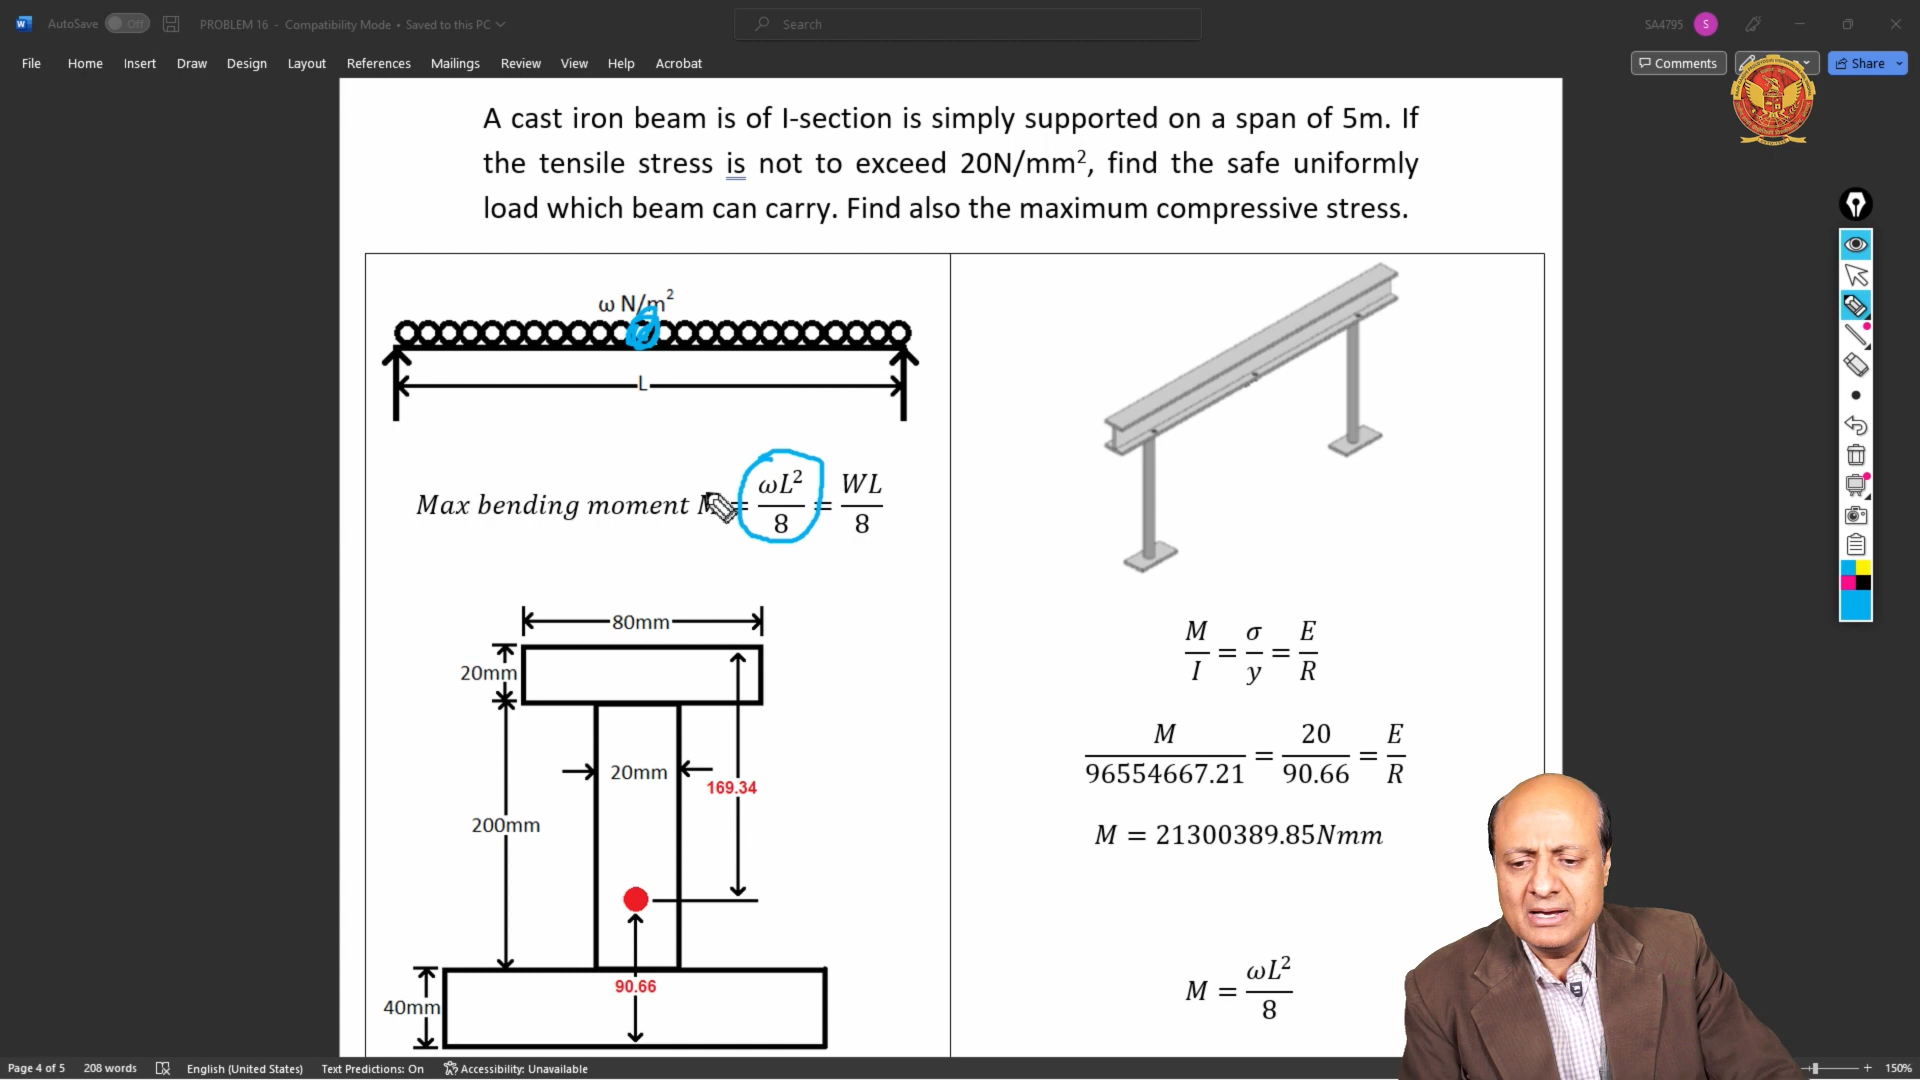 AutoSave Off PROBLEM 16 - Compatibility Mode • Saved to this PC Search SA4795 S
File Home Insert Draw Design Layout References Mailings Review View Help Acrobat Comments Share
A cast iron beam is of I-section is simply supported on a span of 5m. If
the tensile stress is not to exceed 20N/mm², find the safe uniformly
load which beam can carry. Find also the maximum compressive stress.
ω N/m²
L
Max bending moment M = ωL²/8 = WL/8
80mm
20mm
20mm
169.34
200mm
90.66
40mm
M/I = σ/y = E/R
M/96554667.21 = 20/90.66 = E/R
M = 21300389.85Nmm
M = ωL²/8
Page 4 of 5 208 words English (United States) Text Predictions: On Accessibility: Unavailable 150%